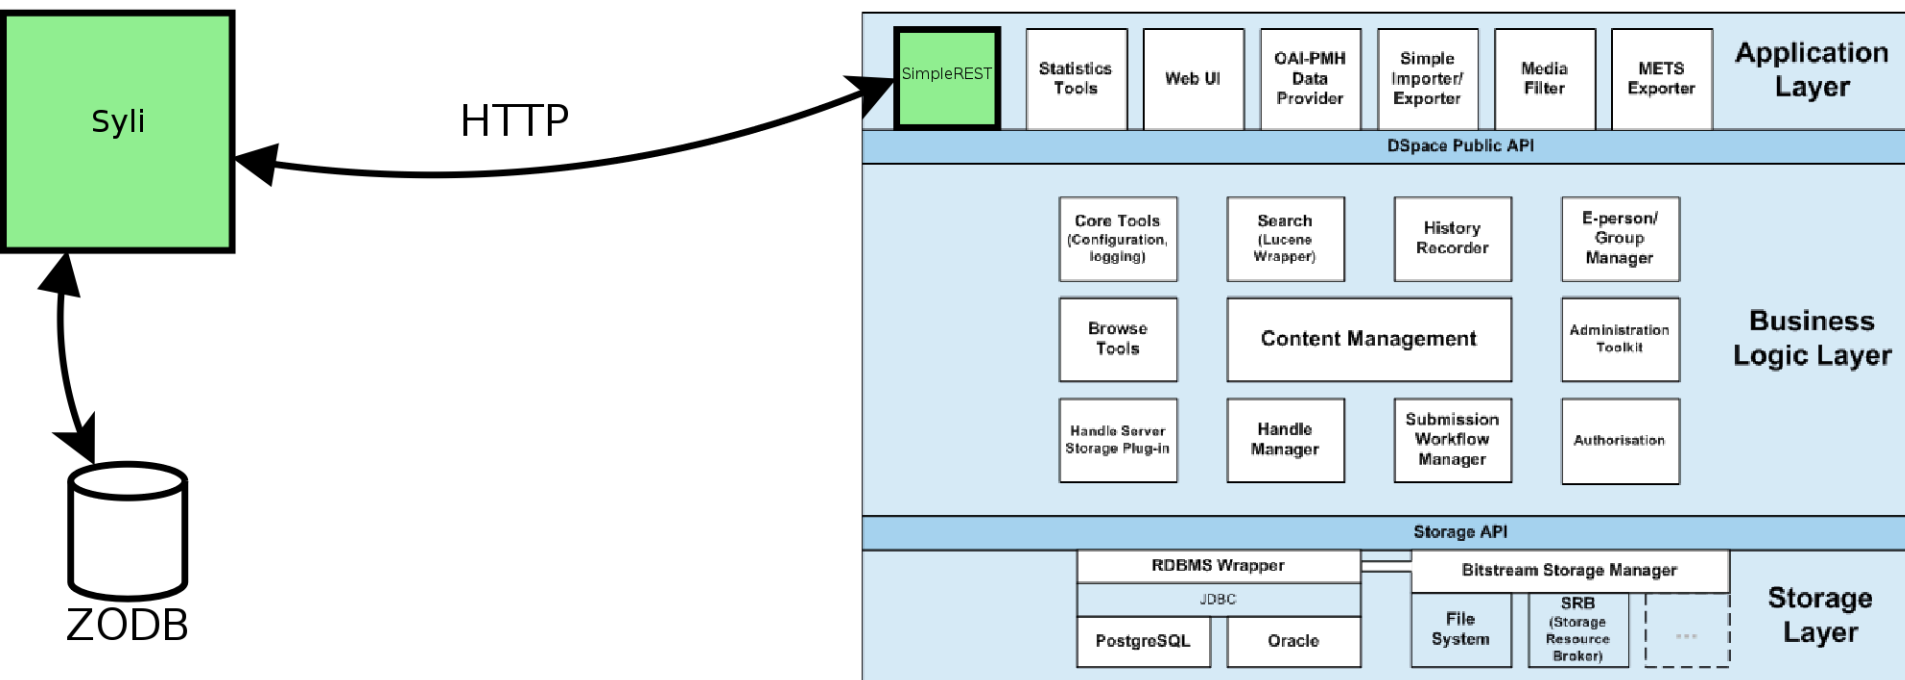 Syli
HTTP
ZODB
SimpleREST
Statistics
Tools
Web UI
OAI-PMH
Data
Provider
Simple
Importer/
Exporter
Media
Filter
METS
Exporter
Application
Layer
DSpace Public API
Core Tools
(Configuration,
logging)
Search
(Lucene
Wrapper)
History
Recorder
E-person/
Group
Manager
Browse
Tools
Content Management
Administration
Toolkit
Business
Logic Layer
Handle Server
Storage Plug-in
Handle
Manager
Submission
Workflow
Manager
Authorisation
Storage API
RDBMS Wrapper
JDBC
PostgreSQL
Oracle
Bitstream Storage Manager
File
System
SRB
(Storage
Resource
Broker)
...
Storage
Layer